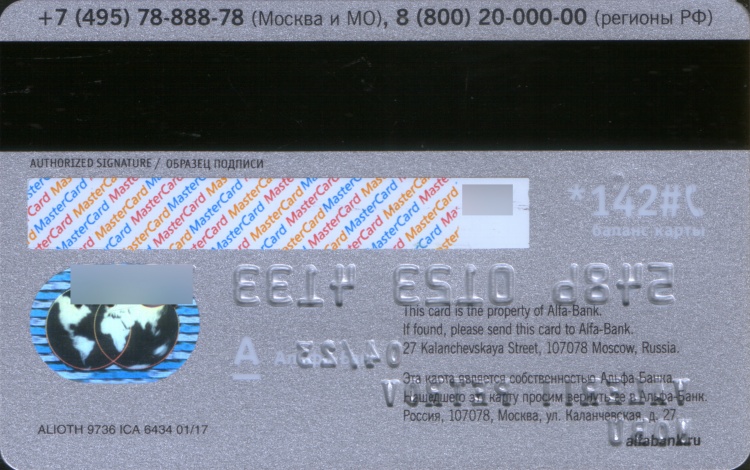 +7 (495) 78-888-78 (Москва и МО), 8 (800) 20-000-00 (регионы РФ)
AUTHORIZED SIGNATURE / ОБРАЗЕЦ ПОДПИСИ
MasterCard MasterCard MasterCard
*142#
баланс карты
This card is the property of Alfa-Bank.
If found, please send this card to Alfa-Bank.
27 Kalanchevskaya Street, 107078 Moscow, Russia.
Эта карта является собственностью Альфа-Банка.
Нашедшего эту карту просим вернуть ее в Альфа-Банк.
Россия, 107078, Москва, ул. Каланчевская, д. 27
ALIOTH 9736 ICA 6434 01/17
alfabank.ru